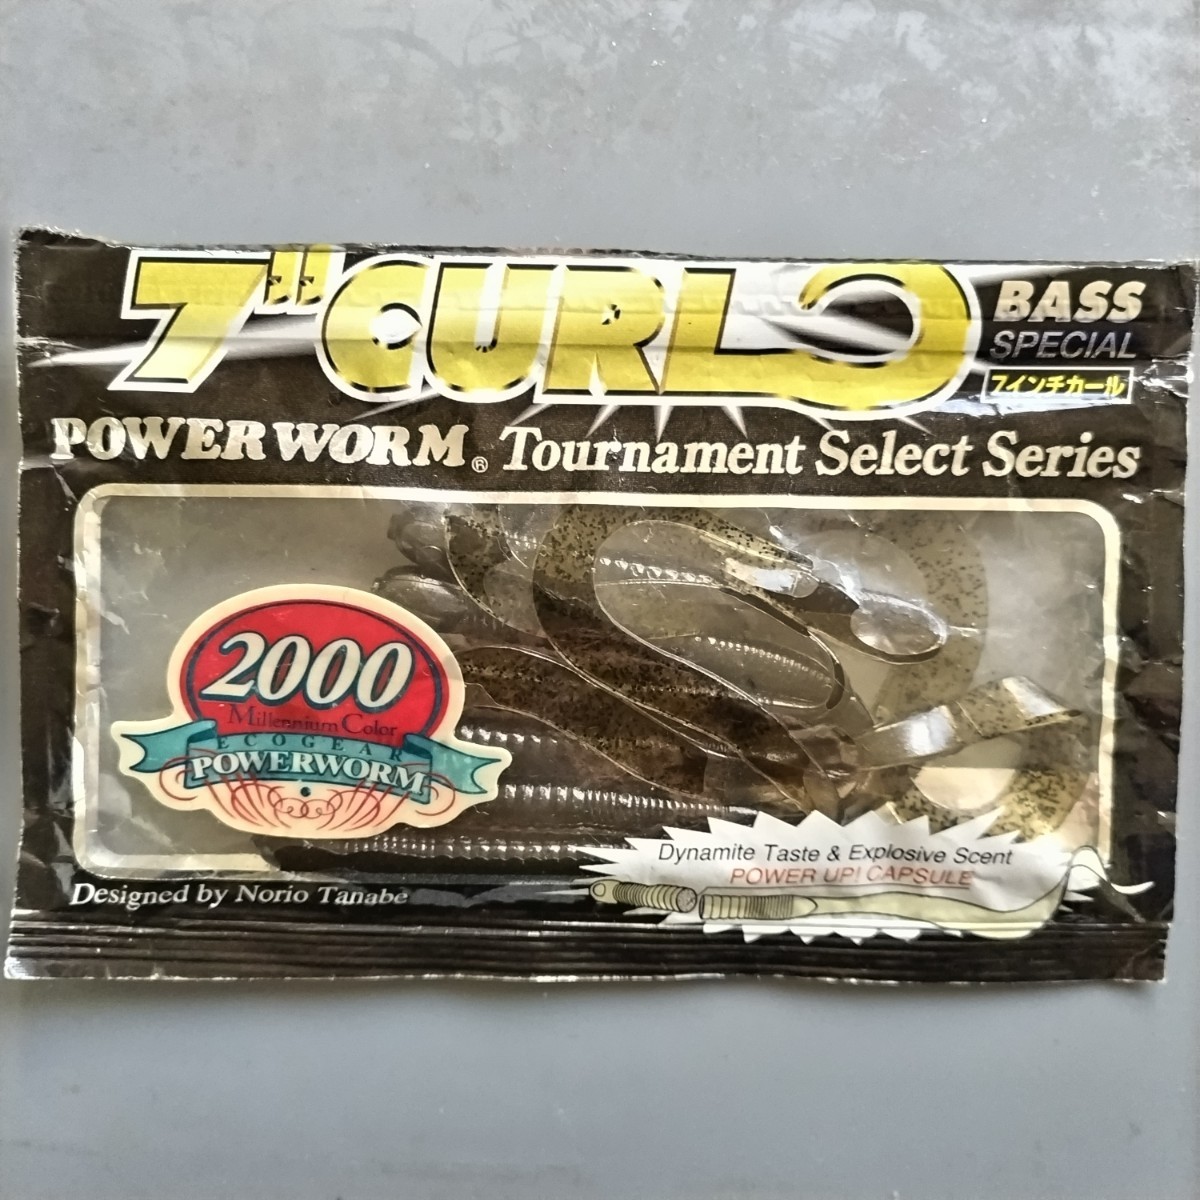 7"CURL
BASS
SPECIAL
7インチカール
POWER WORM® Tournament Select Series
2000
Millennium Color
ECOGEAR
POWERWORM
Dynamite Taste & Explosive Scent
POWER UP! CAPSULE
Designed by Norio Tanabe